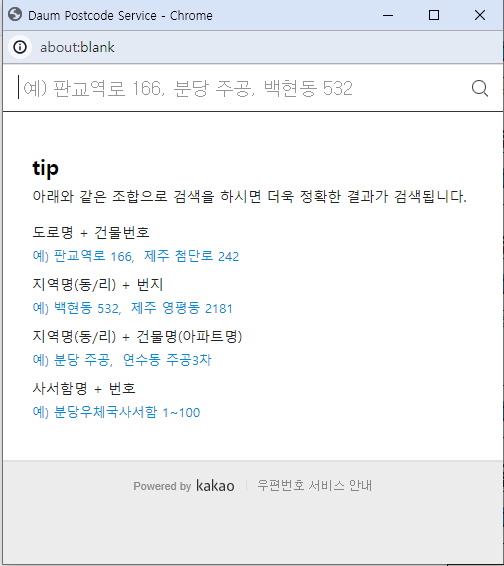 Daum Postcode Service - Chrome
about:blank
예) 판교역로 166, 분당 주공, 백현동 532
tip
아래와 같은 조합으로 검색을 하시면 더욱 정확한 결과가 검색됩니다.
도로명 + 건물번호
예) 판교역로 166, 제주 첨단로 242
지역명(동/리) + 번지
예) 백현동 532, 제주 영평동 2181
지역명(동/리) + 건물명(아파트명)
예) 분당 주공, 연수동 주공3차
사서함명 + 번호
예) 분당우체국사서함 1~100
Powered by kakao 우편번호 서비스 안내